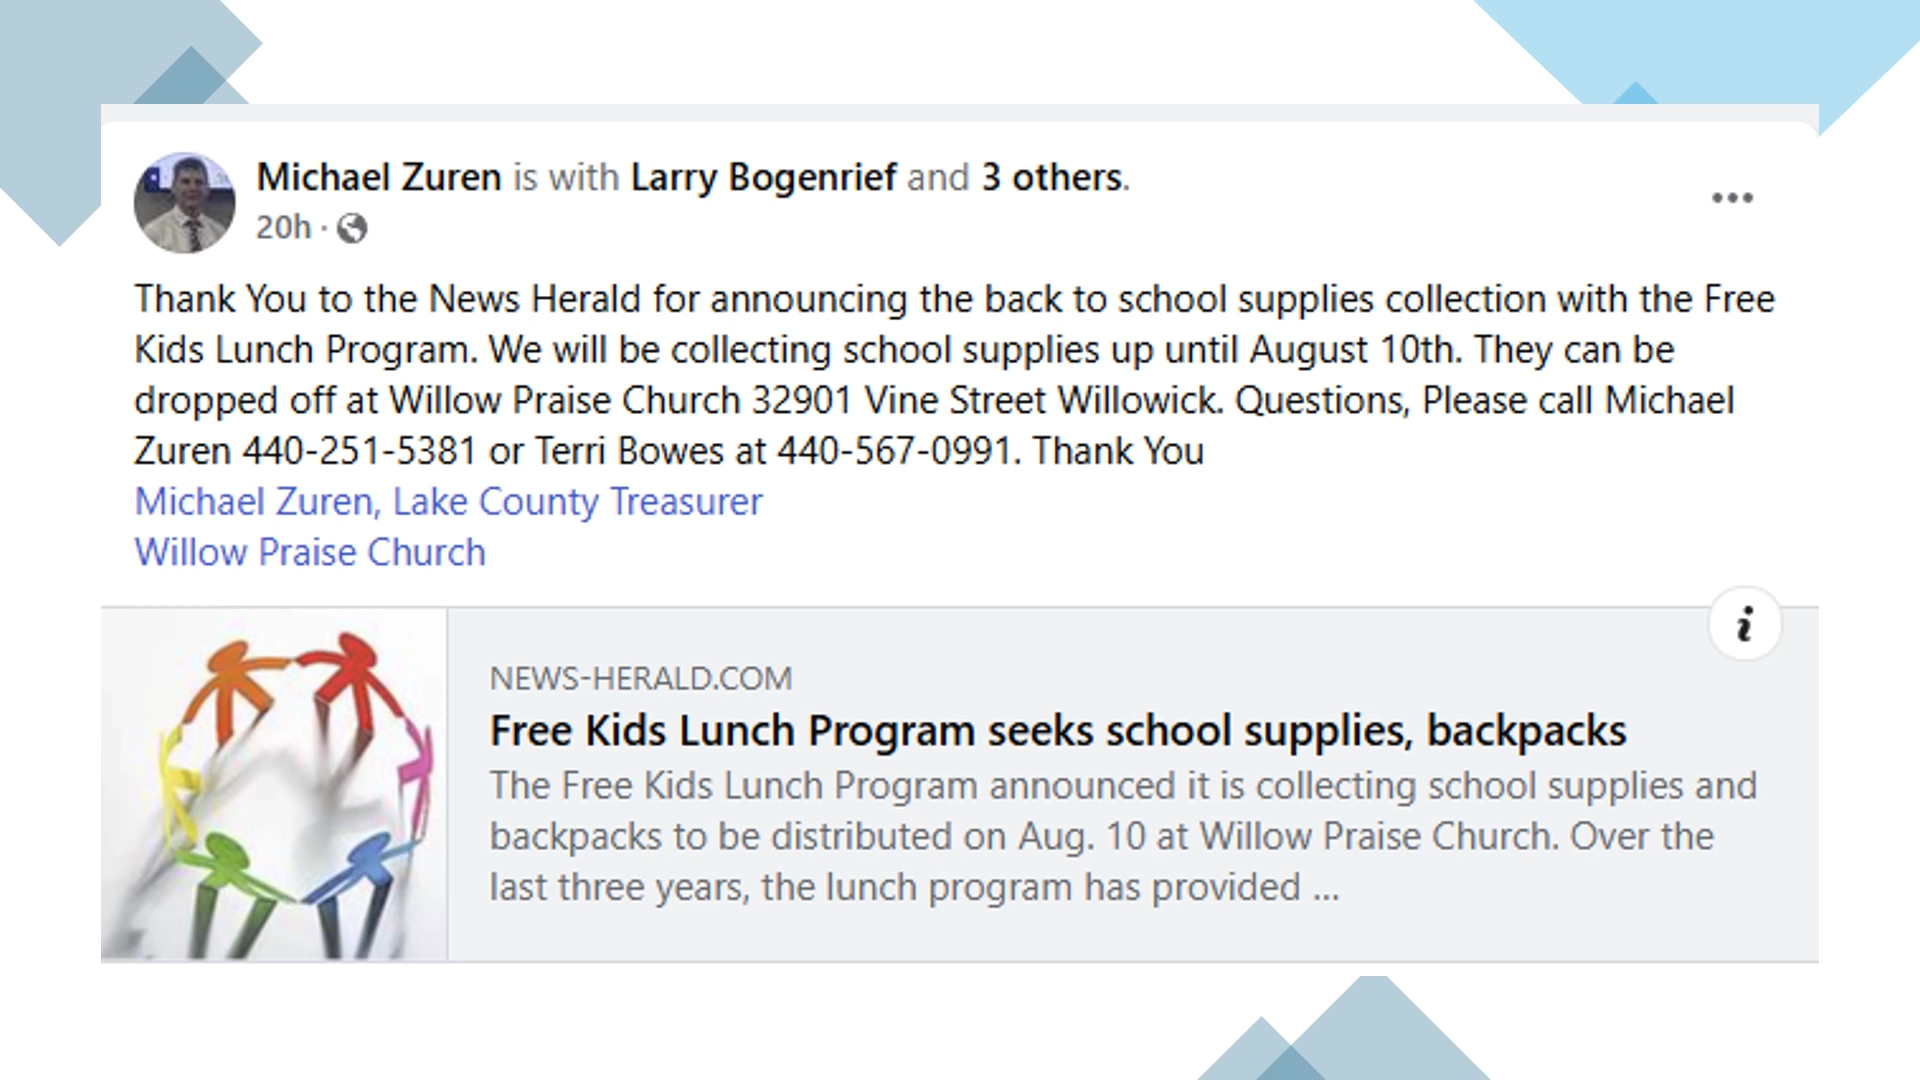 Michael Zuren is with Larry Bogenrief and 3 others.
20h ·
Thank You to the News Herald for announcing the back to school supplies collection with the Free
Kids Lunch Program. We will be collecting school supplies up until August 10th. They can be
dropped off at Willow Praise Church 32901 Vine Street Willowick. Questions, Please call Michael
Zuren 440-251-5381 or Terri Bowes at 440-567-0991. Thank You
Michael Zuren, Lake County Treasurer
Willow Praise Church
i
NEWS-HERALD.COM
Free Kids Lunch Program seeks school supplies, backpacks
The Free Kids Lunch Program announced it is collecting school supplies and
backpacks to be distributed on Aug. 10 at Willow Praise Church. Over the
last three years, the lunch program has provided ...